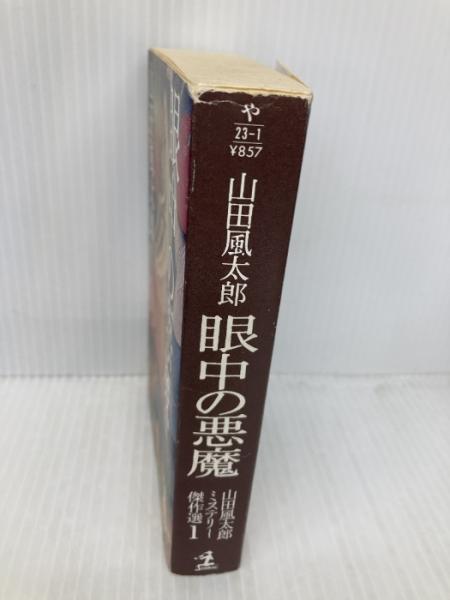 や
23-1
¥857
山田風太郎
眼中の悪魔
山田風太郎
ミステリー
傑作選1